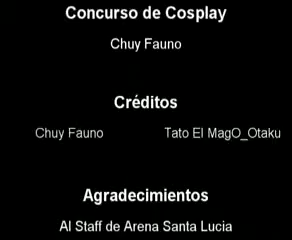 Concurso de Cosplay
Chuy Fauno
Créditos
Chuy Fauno Tato El MagO_Otaku
Agradecimientos
Al Staff de Arena Santa Lucia